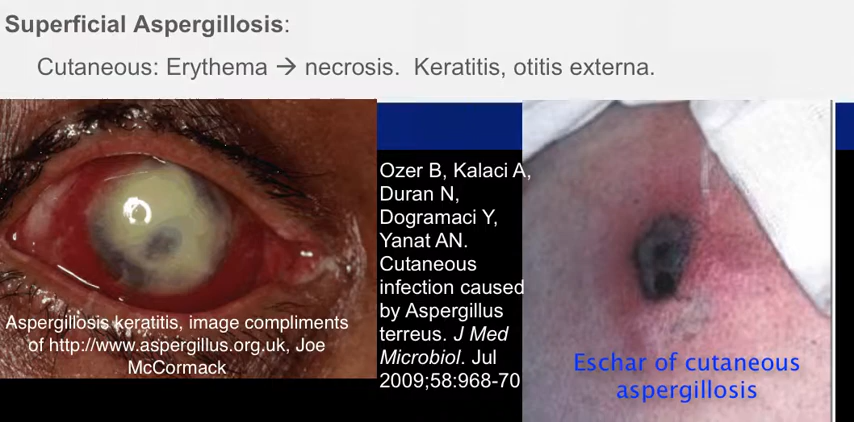 Superficial Aspergillosis:
Cutaneous: Erythema → necrosis.  Keratitis, otitis externa.
Aspergillosis keratitis, image compliments
of http://www.aspergillus.org.uk, Joe
McCormack
Ozer B, Kalaci A,
Duran N,
Dogramaci Y,
Yanat AN.
Cutaneous
infection caused
by Aspergillus
terreus. J Med
Microbiol. Jul
2009;58:968-70
Eschar of cutaneous
aspergillosis